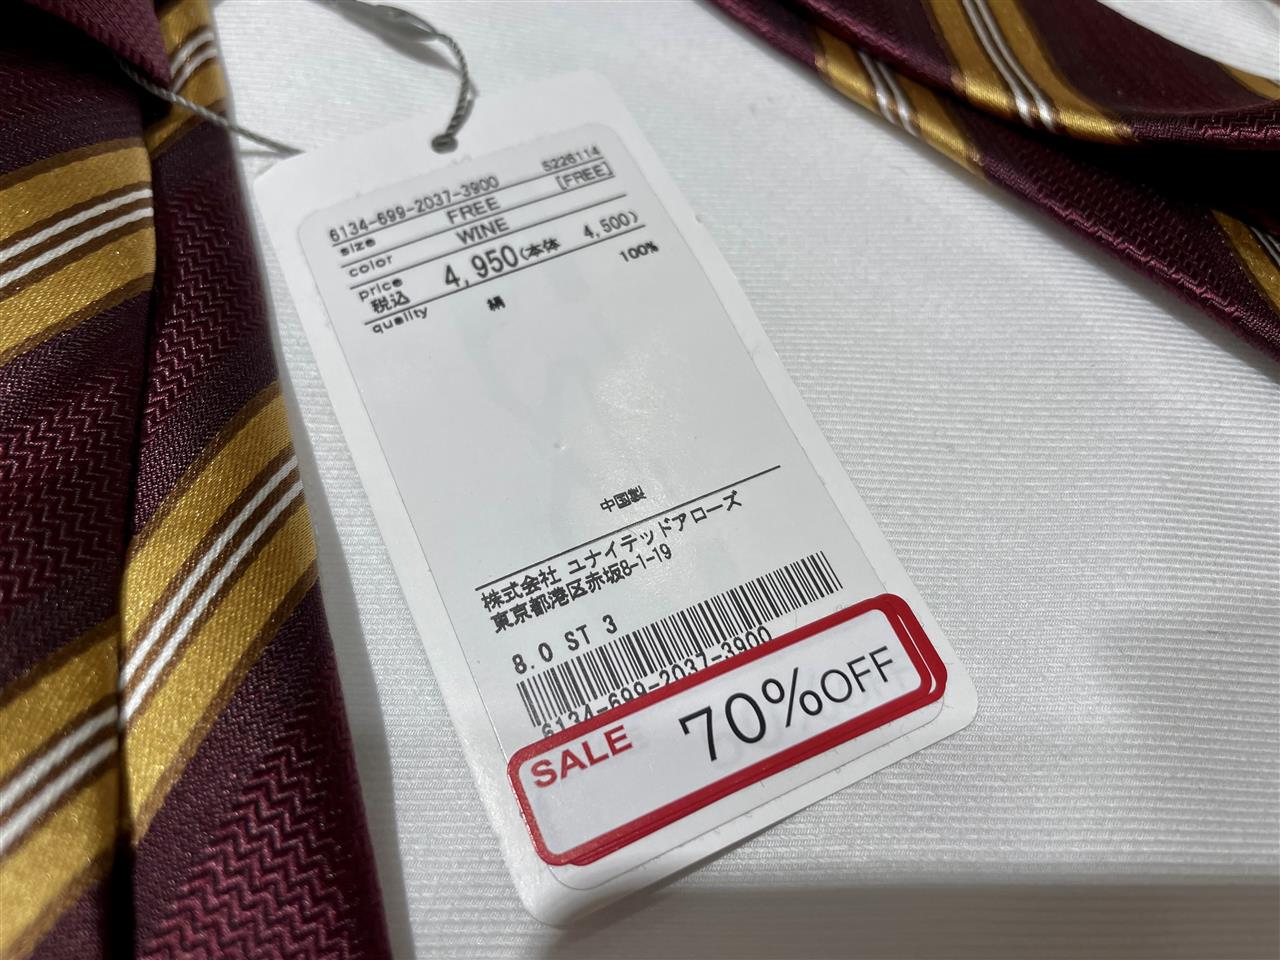 6134-699-2037-3900 S226114
size FREE [FREE]
color WINE
price
税込 4,950(本体 4,500)
quality 絹 100%
中国製
株式会社 ユナイテッドアローズ
東京都港区赤坂8-1-19
8.0 ST 3
6134-699-2037-3900
SALE 70%OFF